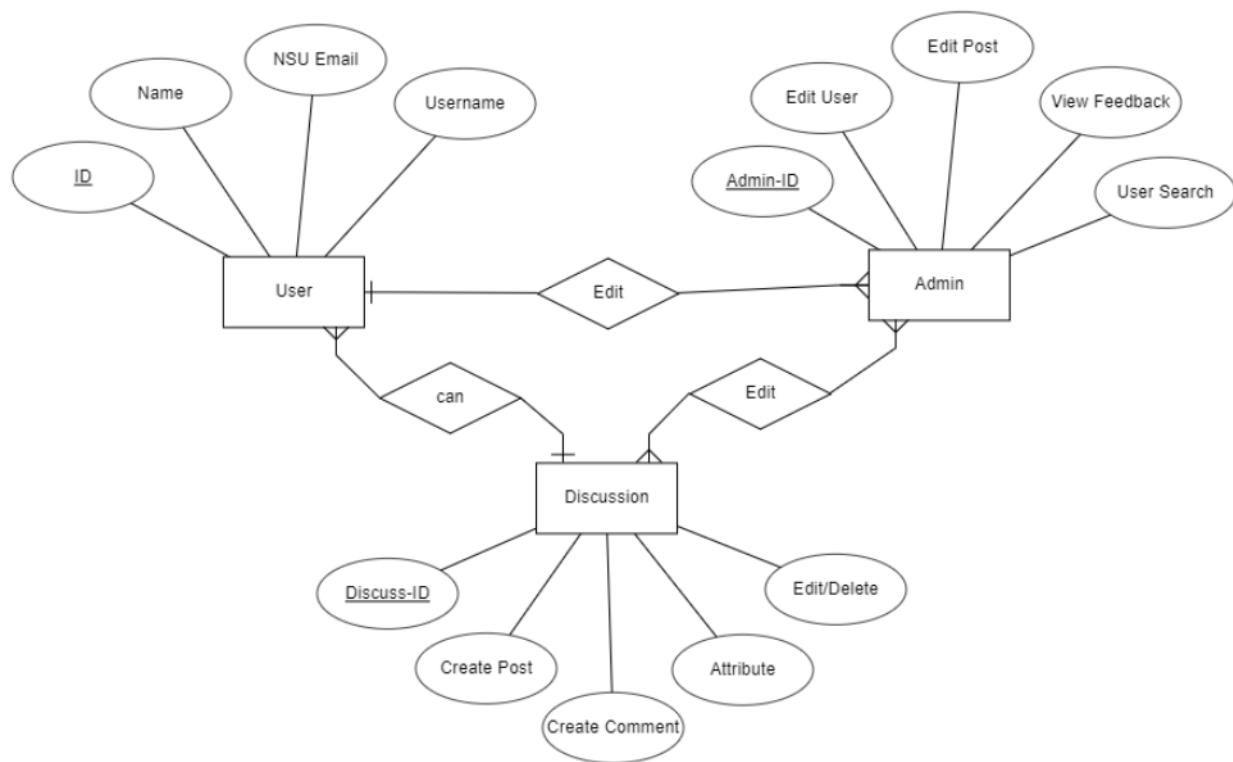 Edit Post
NSU Email
Name
Username
Edit User
View Feedback
ID
Admin-ID
User Search
User
Edit
Admin
can
Edit
Discussion
Discuss-ID
Edit/Delete
Create Post
Attribute
Create Comment